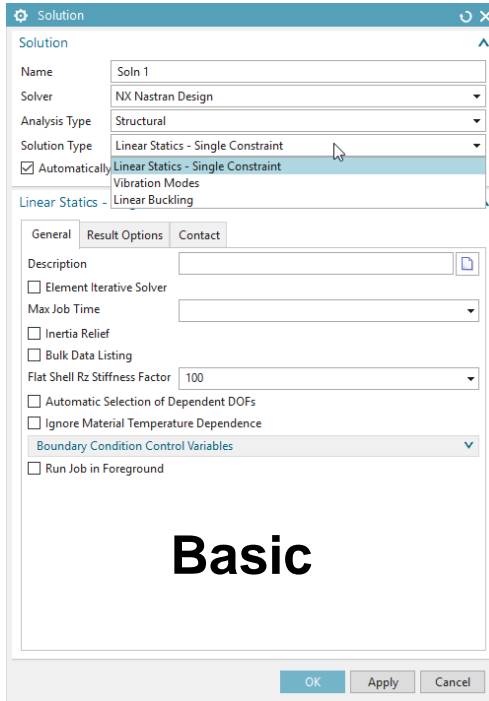 Solution
Solution
Name Soln 1
Solver NX Nastran Design
Analysis Type Structural
Solution Type Linear Statics - Single Constraint
Automatically Linear Statics - Single Constraint
Vibration Modes
Linear Buckling
Linear Statics -
General Result Options Contact
Description
Element Iterative Solver
Max Job Time
Inertia Relief
Bulk Data Listing
Flat Shell Rz Stiffness Factor 100
Automatic Selection of Dependent DOFs
Ignore Material Temperature Dependence
Boundary Condition Control Variables
Run Job in Foreground
Basic
OK Apply Cancel